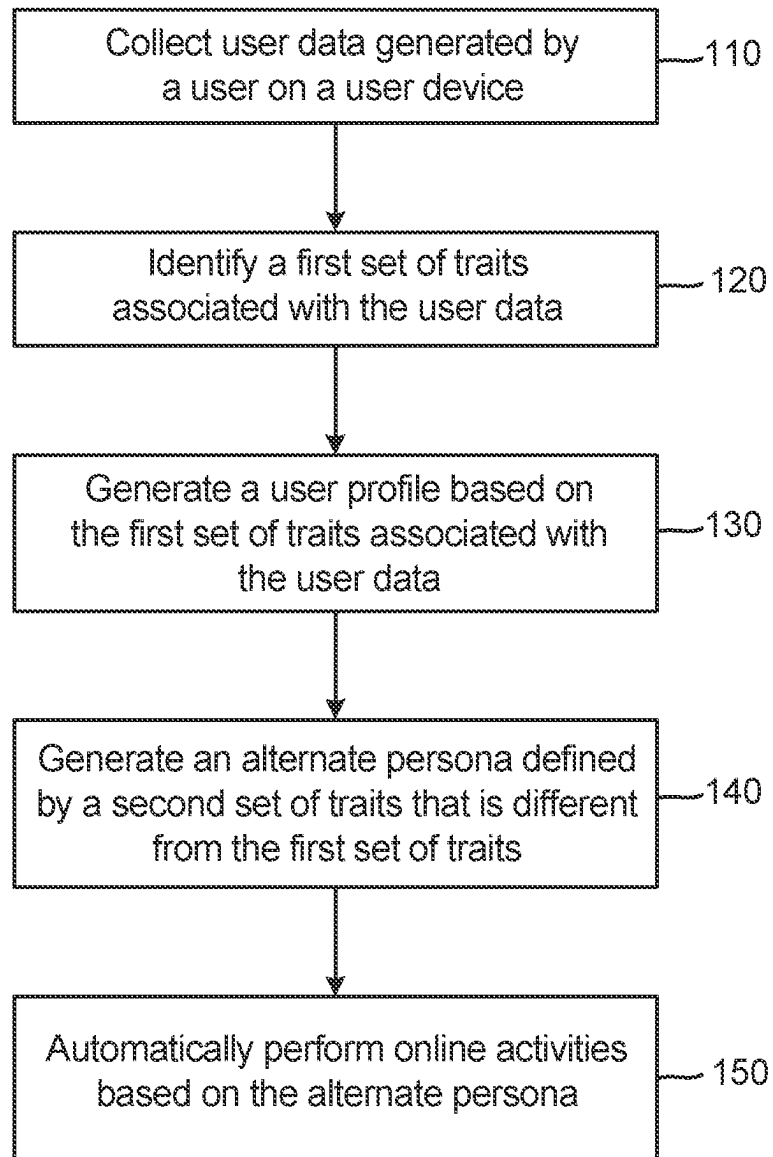 Collect user data generated by
a user on a user device
110
Identify a first set of traits
associated with the user data
120
Generate a user profile based on
the first set of traits associated with
the user data
130
Generate an alternate persona defined
by a second set of traits that is different
from the first set of traits
140
Automatically perform online activities
based on the alternate persona
150